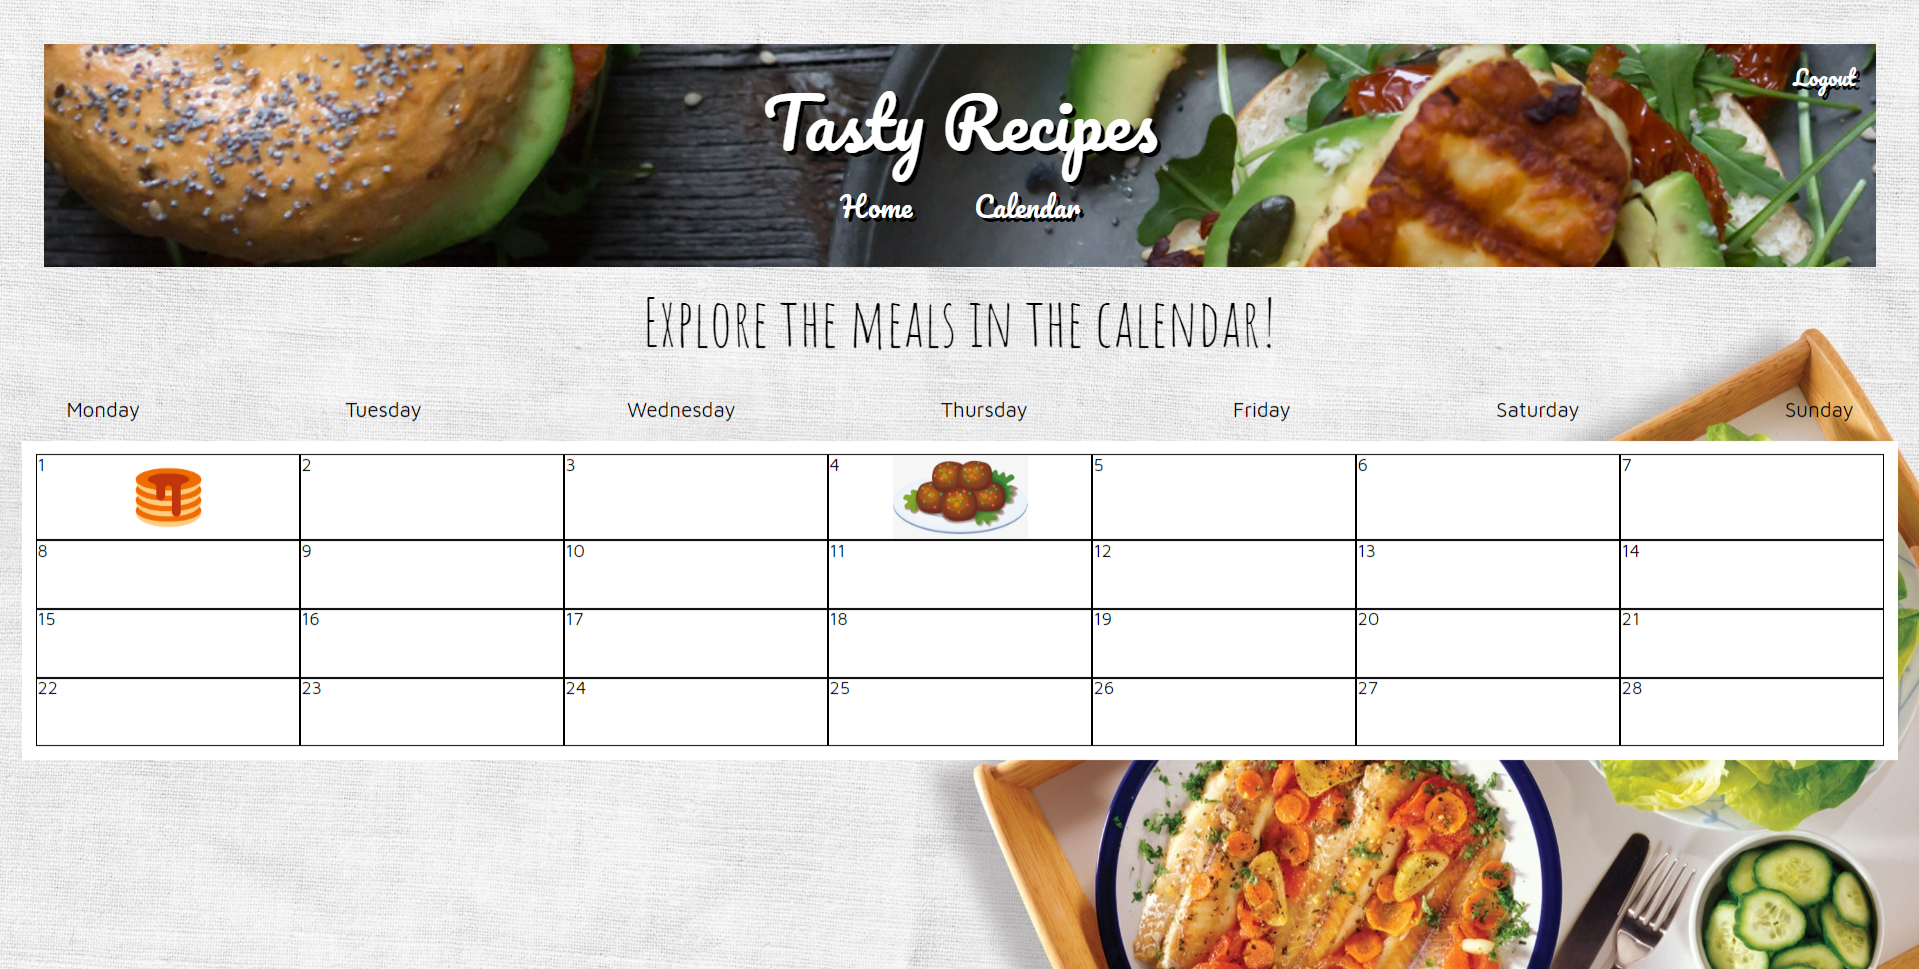 Logout
Tasty Recipes
Home Calendar
Explore the meals in the calendar!
Monday Tuesday Wednesday Thursday Friday Saturday Sunday
1 2 3 4 5 6 7
8 9 10 11 12 13 14
15 16 17 18 19 20 21
22 23 24 25 26 27 28